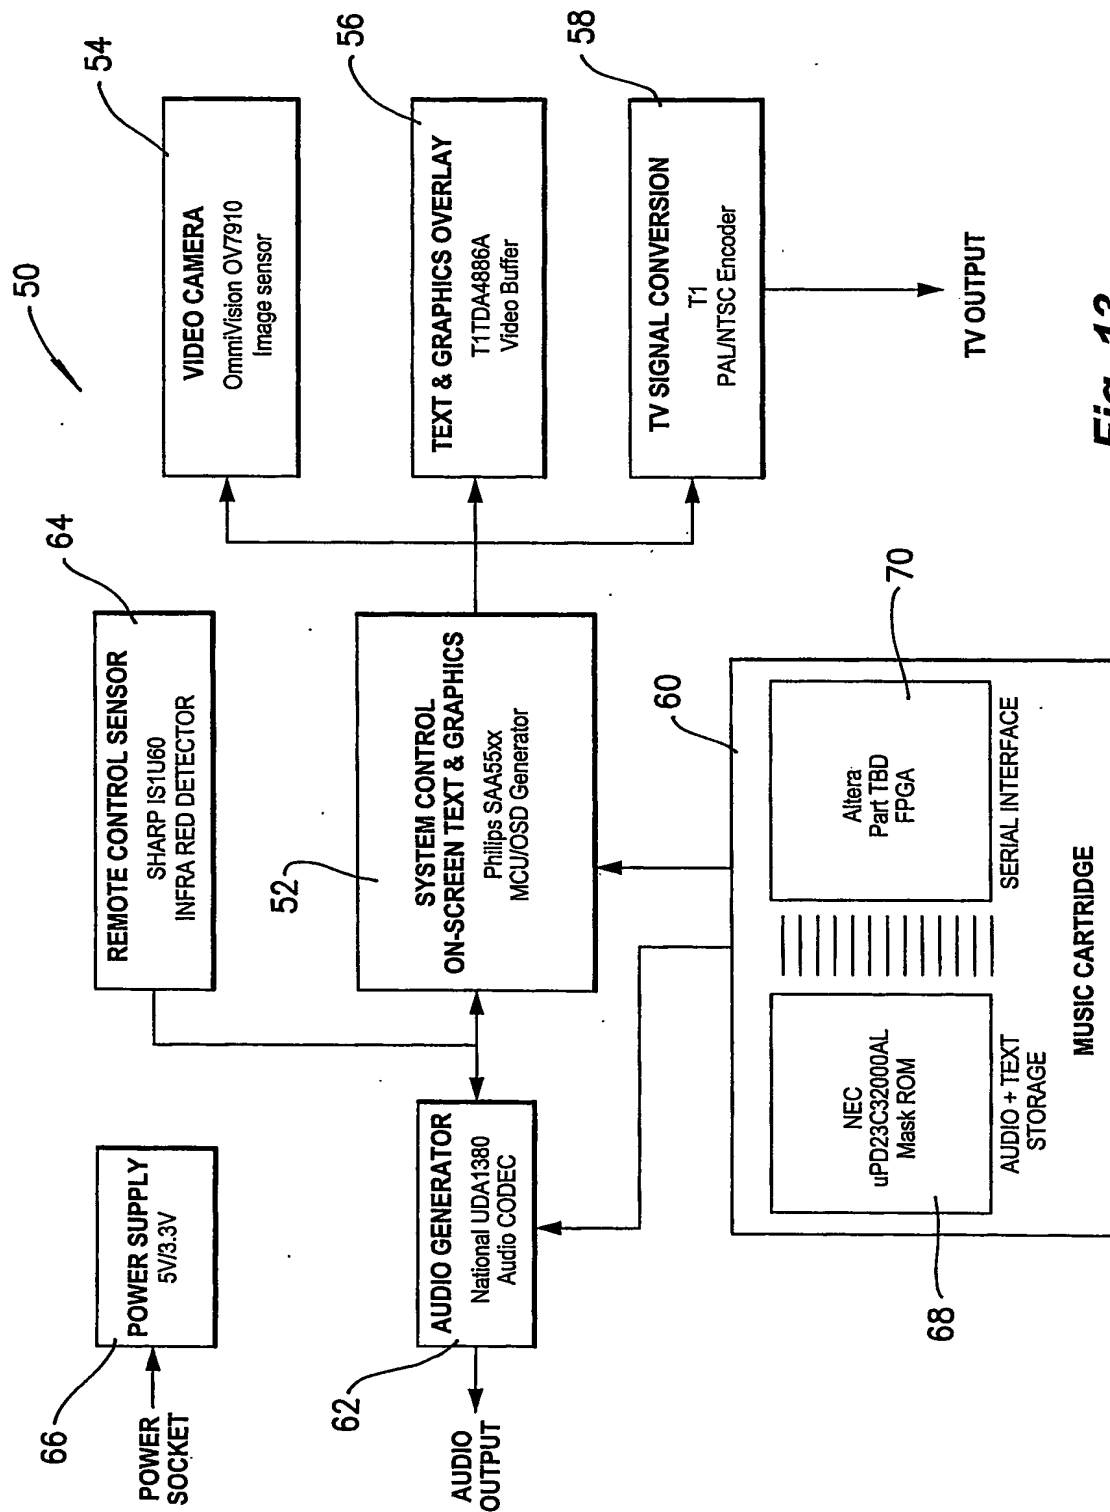 50
66
POWER SOCKET
POWER SUPPLY
5V/3.3V
64
REMOTE CONTROL SENSOR
SHARP IS1U60
INFRA RED DETECTOR
54
VIDEO CAMERA
OmmiVision OV7910
Image sensor
62
AUDIO GENERATOR
National UDA1380
Audio CODEC
AUDIO OUTPUT
52
SYSTEM CONTROL
ON-SCREEN TEXT & GRAPHICS
Philips SAA55xx
MCU/OSD Generator
56
TEXT & GRAPHICS OVERLAY
T1TDA4886A
Video Buffer
58
TV SIGNAL CONVERSION
T1
PAL/NTSC Encoder
TV OUTPUT
60
68
NEC
uPD23C32000AL
Mask ROM
AUDIO + TEXT
STORAGE
70
Altera
Part TBD
FPGA
SERIAL INTERFACE
MUSIC CARTRIDGE